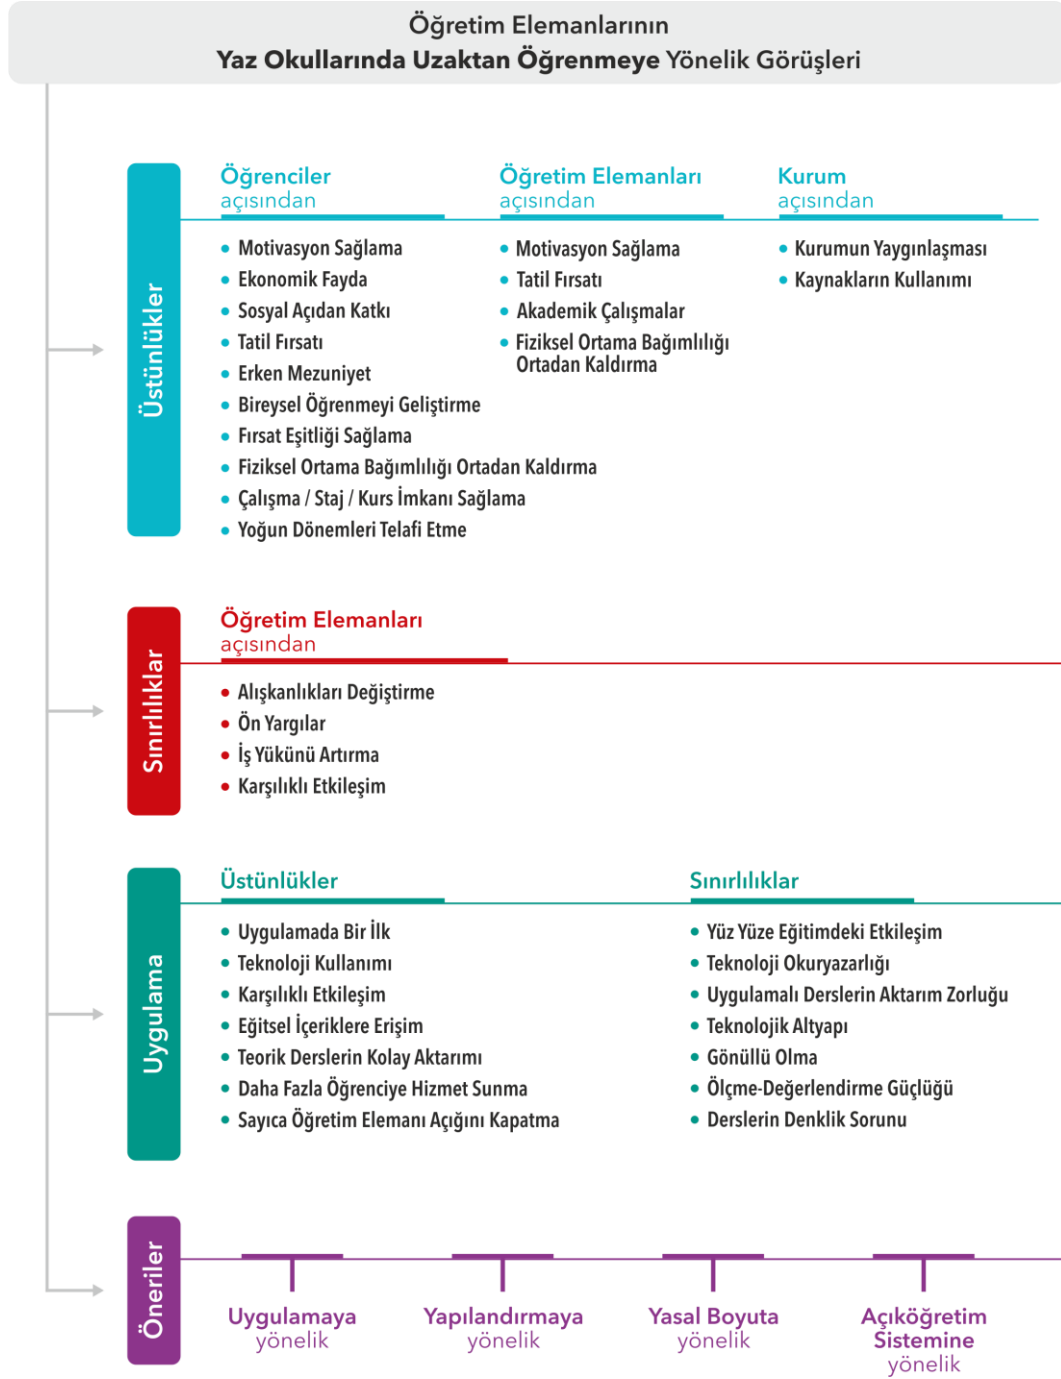 Öğretim Elemanlarının
Yaz Okullarında Uzaktan Öğrenmeye Yönelik Görüşleri
Üstünlükler
Öğrenciler
açısından
Motivasyon Sağlama
Ekonomik Fayda
Sosyal Açıdan Katkı
Tatil Fırsatı
Erken Mezuniyet
Bireysel Öğrenmeyi Geliştirme
Fırsat Eşitliği Sağlama
Fiziksel Ortama Bağımlılığı Ortadan Kaldırma
Çalışma / Staj / Kurs İmkanı Sağlama
Yoğun Dönemleri Telafi Etme
Öğretim Elemanları
açısından
Motivasyon Sağlama
Tatil Fırsatı
Akademik Çalışmalar
Fiziksel Ortama Bağımlılığı
Ortadan Kaldırma
Kurum
açısından
Kurumun Yaygınlaşması
Kaynakların Kullanımı
Sınırlılıklar
Öğretim Elemanları
açısından
Alışkanlıkları Değiştirme
Ön Yargılar
İş Yükünü Artırma
Karşılıklı Etkileşim
Uygulama
Üstünlükler
Uygulamada Bir İlk
Teknoloji Kullanımı
Karşılıklı Etkileşim
Eğitsel İçeriklere Erişim
Teorik Derslerin Kolay Aktarımı
Daha Fazla Öğrenciye Hizmet Sunma
Sayıca Öğretim Elemanı Açığını Kapatma
Sınırlılıklar
Yüz Yüze Eğitimdeki Etkileşim
Teknoloji Okuryazarlığı
Uygulamalı Derslerin Aktarım Zorluğu
Teknolojik Altyapı
Gönüllü Olma
Ölçme-Değerlendirme Güçlüğü
Derslerin Denklik Sorunu
Öneriler
Uygulamaya
yönelik
Yapılandırmaya
yönelik
Yasal Boyuta
yönelik
Açıköğretim
Sistemine
yönelik